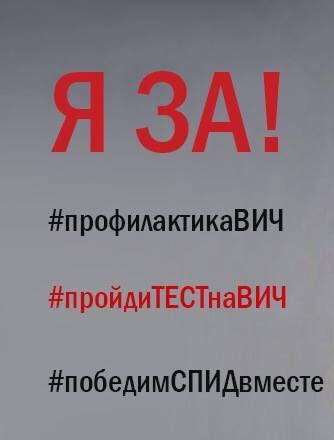 Я ЗА!
#профилактикаВИЧ
#пройдиТЕСТнаВИЧ
#победимСПИДвместе